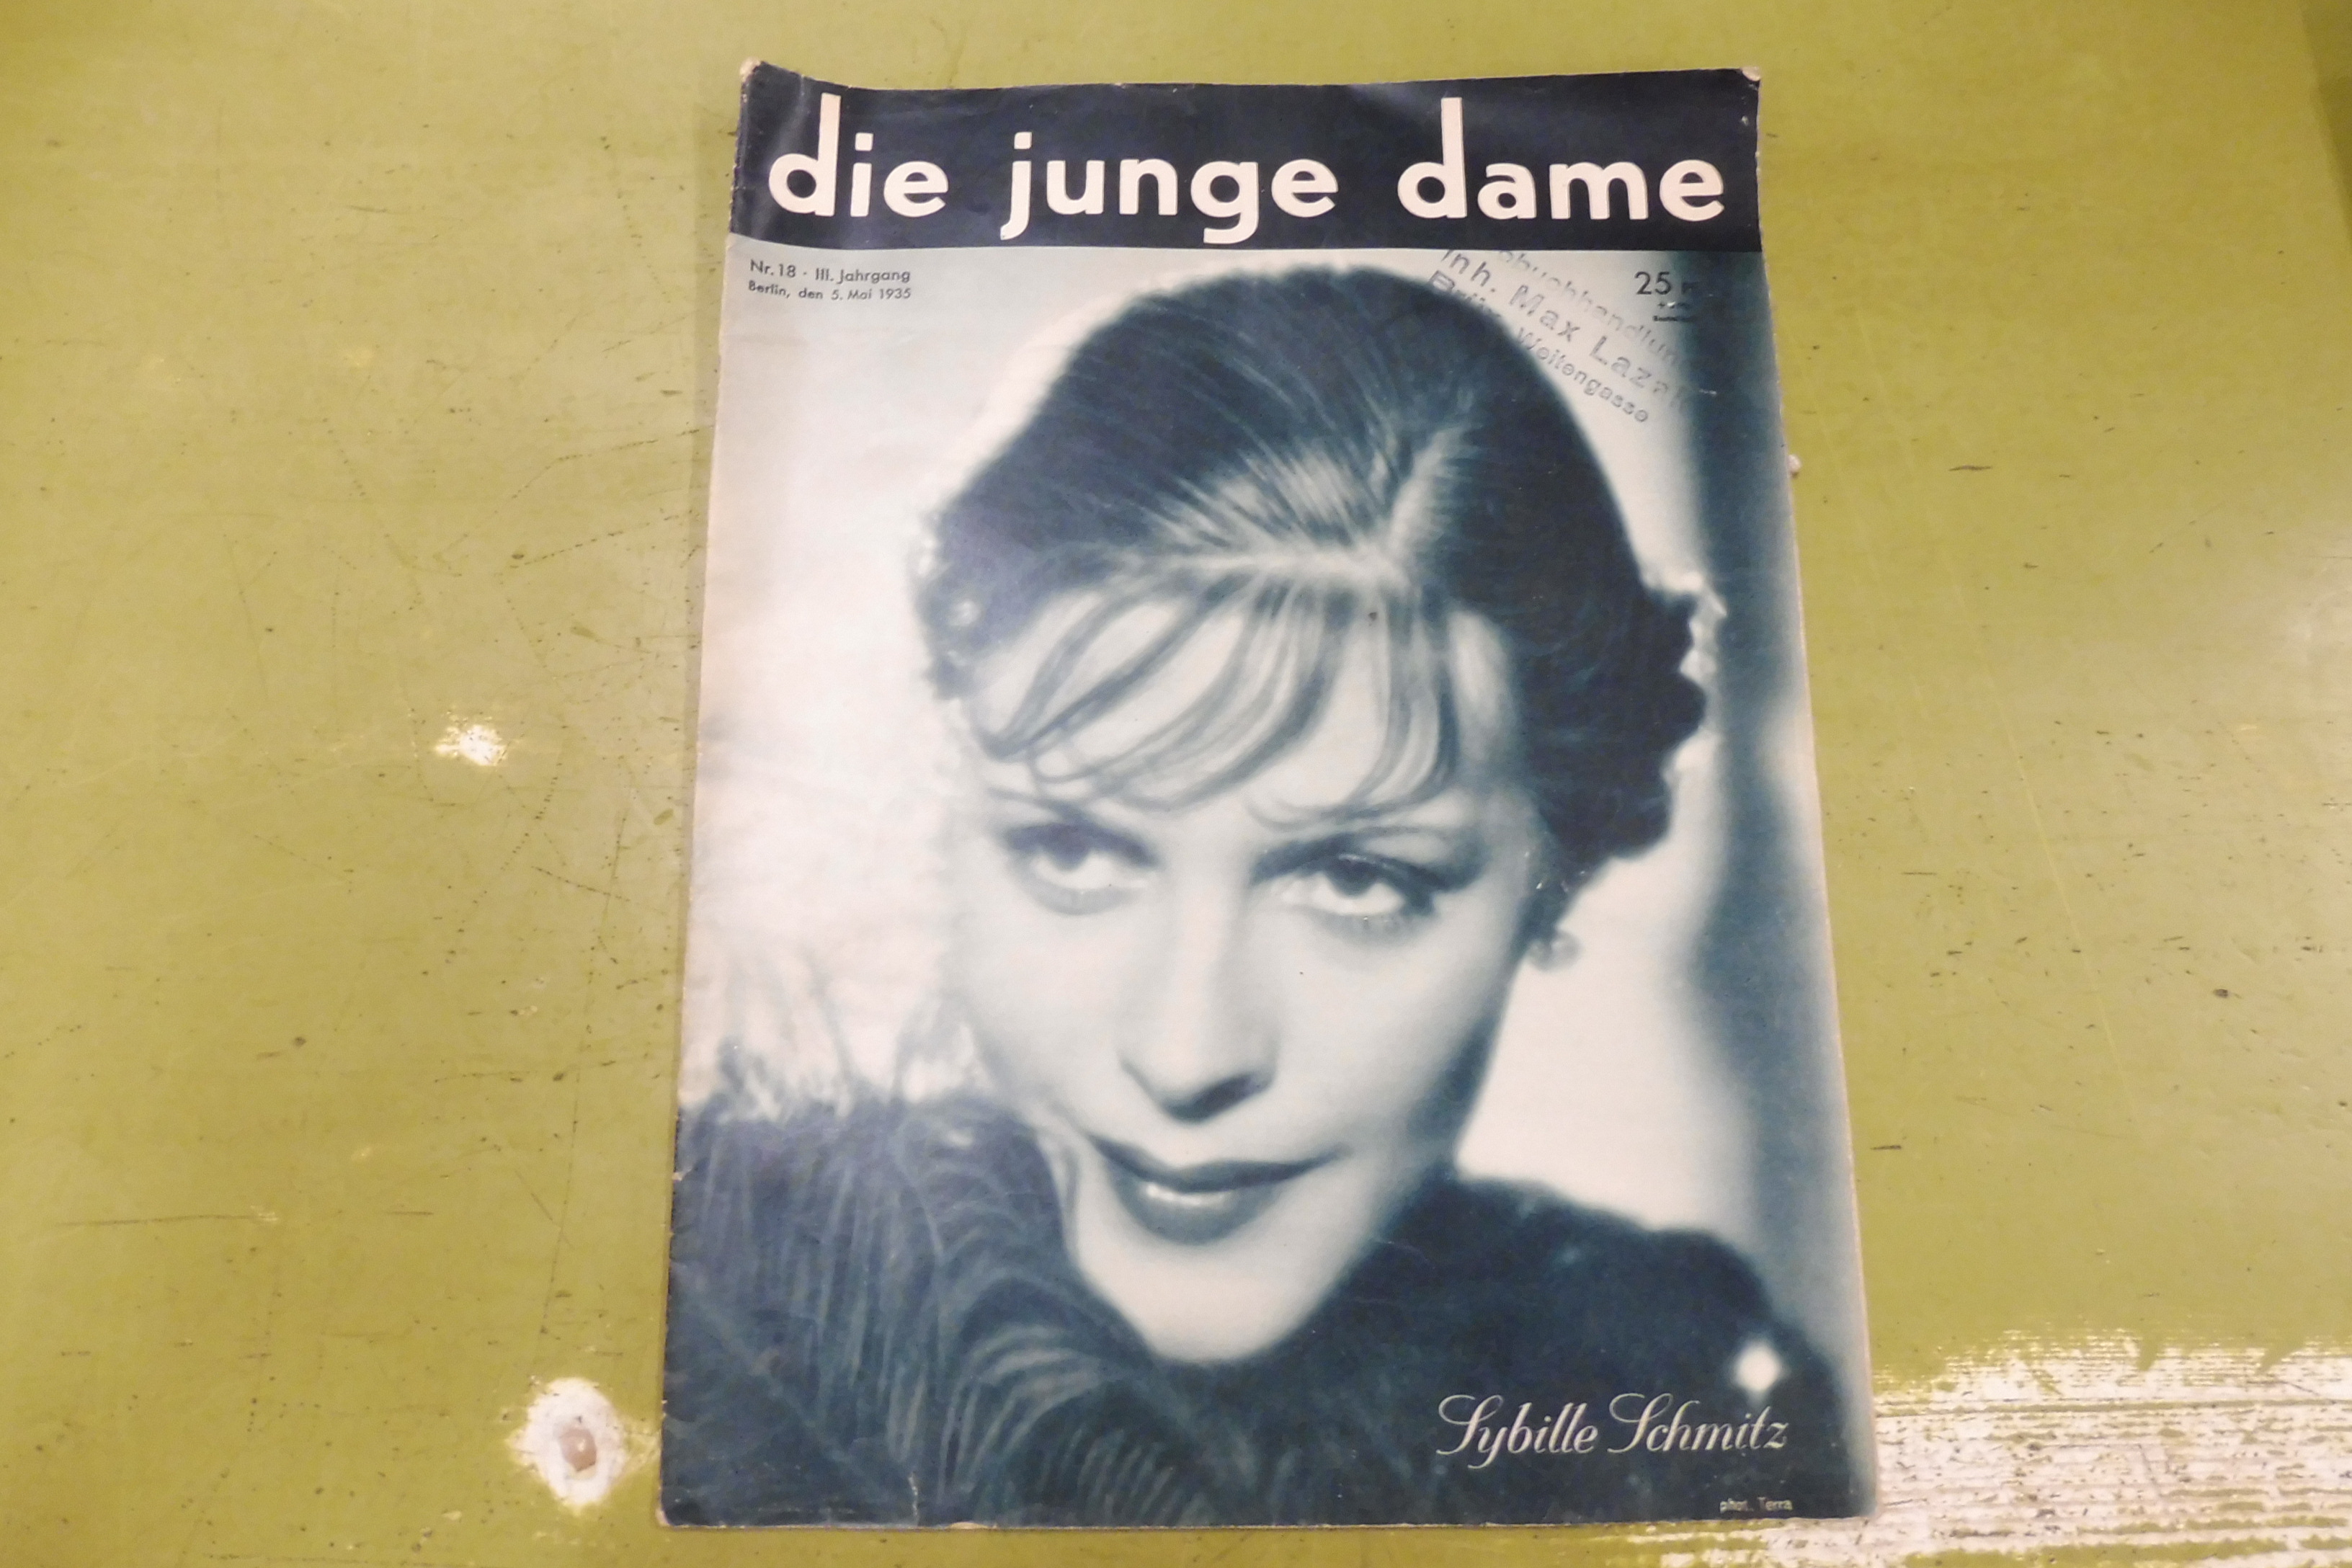 die junge dame
Nr. 18 · III. Jahrgang
Berlin, den 5. Mai 1935
25
Inh. Max
Weitengasse
Sybille Schmitz
phot. Terra